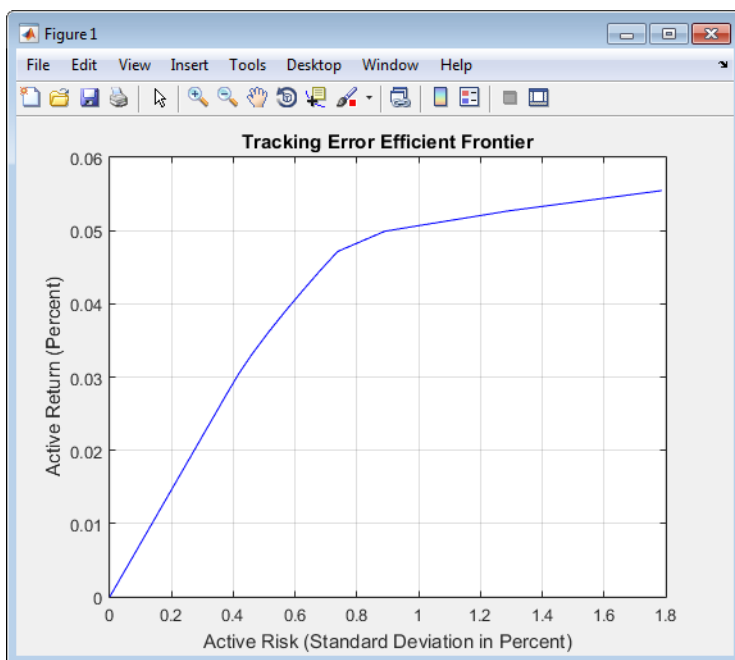 Figure 1
File Edit View Insert Tools Desktop Window Help
Tracking Error Efficient Frontier
0.06
0.05
0.04
0.03
0.02
0.01
0
Active Return (Percent)
0 0.2 0.4 0.6 0.8 1 1.2 1.4 1.6 1.8
Active Risk (Standard Deviation in Percent)